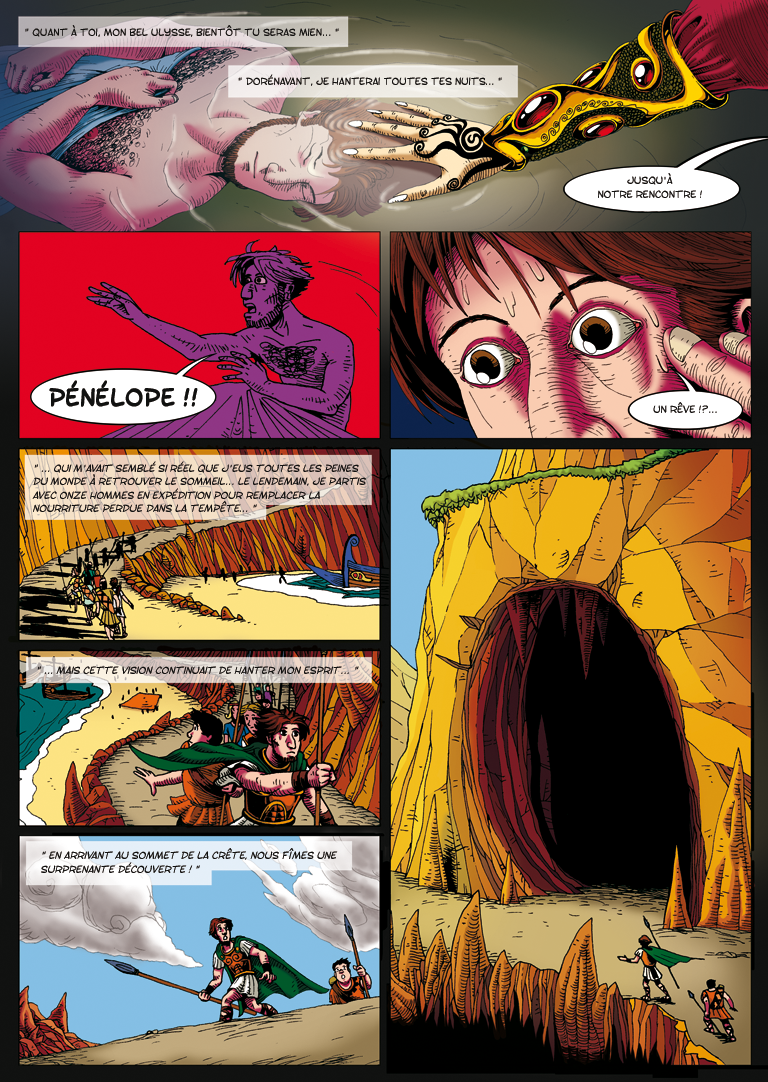 " QUANT À TOI, MON BEL ULYSSE, BIENTÔT TU SERAS MIEN... "
" DORÉNAVANT, JE HANTERAI TOUTES TES NUITS... "
JUSQU'À
NOTRE RENCONTRE !
PÉNÉLOPE !!
UN RÊVE !?...
" ... QUI M'AVAIT SEMBLÉ SI RÉEL QUE J'EUS TOUTES LES PEINES
DU MONDE À RETROUVER LE SOMMEIL... LE LENDEMAIN, JE PARTIS
AVEC ONZE HOMMES EN EXPÉDITION POUR REMPLACER LA
NOURRITURE PERDUE DANS LA TEMPÊTE... "
" ... MAIS CETTE VISION CONTINUAIT DE HANTER MON ESPRIT... "
" EN ARRIVANT AU SOMMET DE LA CRÊTE, NOUS FÎMES UNE
SURPRENANTE DÉCOUVERTE ! "